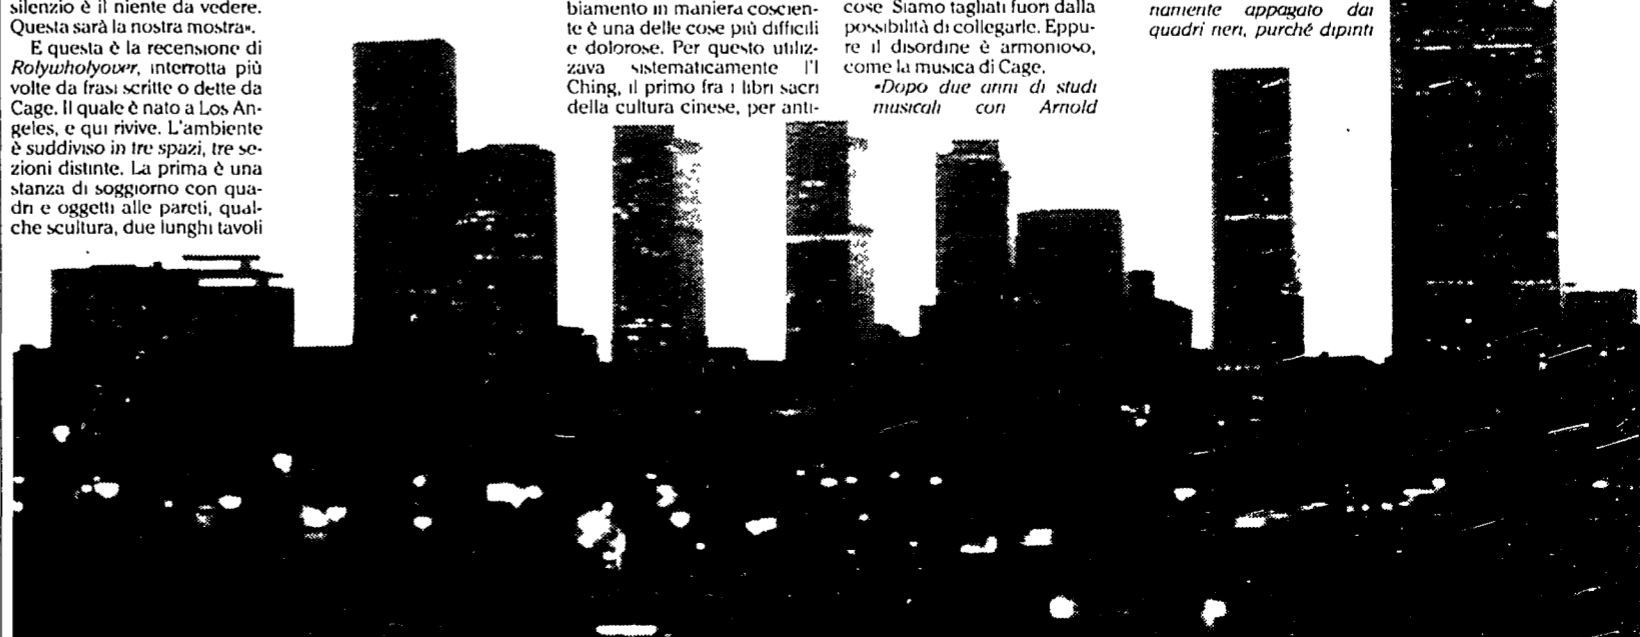 silenzio è il niente da vedere.
Questa sarà la nostra mostra».
E questa è la recensione di
Rolywholyover, interrotta più
volte da frasi scritte o dette da
Cage. Il quale è nato a Los An-
geles, e qui rivive. L'ambiente
è suddiviso in tre spazi, tre se-
zioni distinte. La prima è una
stanza di soggiorno con qua-
dri e oggetti alle pareti, qual-
che scultura, due lunghi tavoli
biamento in maniera coscien-
te è una delle cose più difficili
e dolorose. Per questo utiliz-
zava sistematicamente l'I
Ching, il primo fra i libri sacri
della cultura cinese, per anti-
cose Siamo tagliati fuori dalla
possibilità di collegarle. Eppu-
re il disordine è armonioso,
come la musica di Cage.
«Dopo due anni di studi
musicali con Arnold
namente appagato dai
quadri neri, purché dipinti